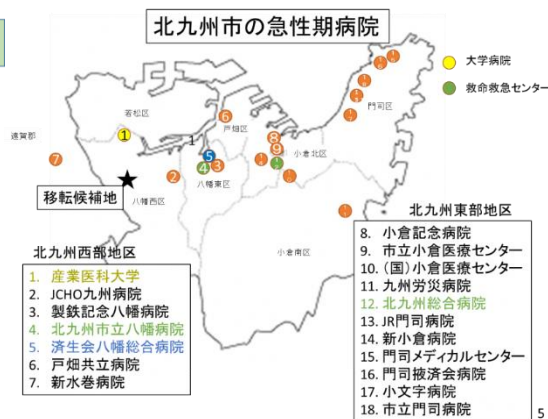 北九州市の急性期病院
大学病院
救命救急センター
若松区
戸畑区
門司区
遠賀郡
小倉北区
八幡東区
八幡西区
小倉南区
1
6
8
9
7
5
4
3
2
移転候補地
北九州西部地区
1. 産業医科大学
2. JCHO九州病院
3. 製鉄記念八幡病院
4. 北九州市立八幡病院
5. 済生会八幡総合病院
6. 戸畑共立病院
7. 新水巻病院
北九州東部地区
8. 小倉記念病院
9. 市立小倉医療センター
10. (国)小倉医療センター
11. 九州労災病院
12. 北九州総合病院
13. JR門司病院
14. 新小倉病院
15. 門司メディカルセンター
16. 門司掖済会病院
17. 小文字病院
18. 市立門司病院
5